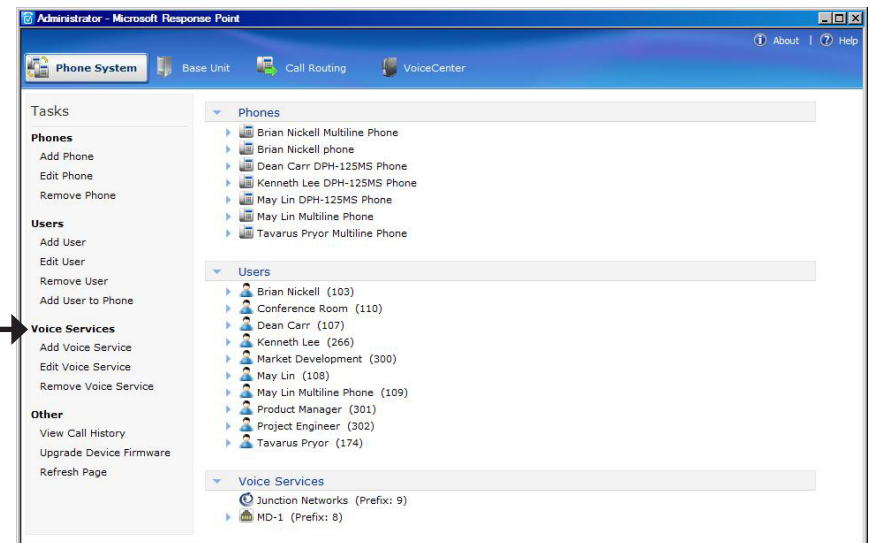 Administrator - Microsoft Response Point
About | Help
Phone System Base Unit Call Routing VoiceCenter
Tasks
Phones
Add Phone
Edit Phone
Remove Phone
Users
Add User
Edit User
Remove User
Add User to Phone
Voice Services
Add Voice Service
Edit Voice Service
Remove Voice Service
Other
View Call History
Upgrade Device Firmware
Refresh Page
Phones
Brian Nickell Multiline Phone
Brian Nickell phone
Dean Carr DPH-125MS Phone
Kenneth Lee DPH-125MS Phone
May Lin DPH-125MS Phone
May Lin Multiline Phone
Tavarus Pryor Multiline Phone
Users
Brian Nickell (103)
Conference Room (110)
Dean Carr (107)
Kenneth Lee (266)
Market Development (300)
May Lin (108)
May Lin Multiline Phone (109)
Product Manager (301)
Project Engineer (302)
Tavarus Pryor (174)
Voice Services
Junction Networks (Prefix: 9)
MD-1 (Prefix: 8)